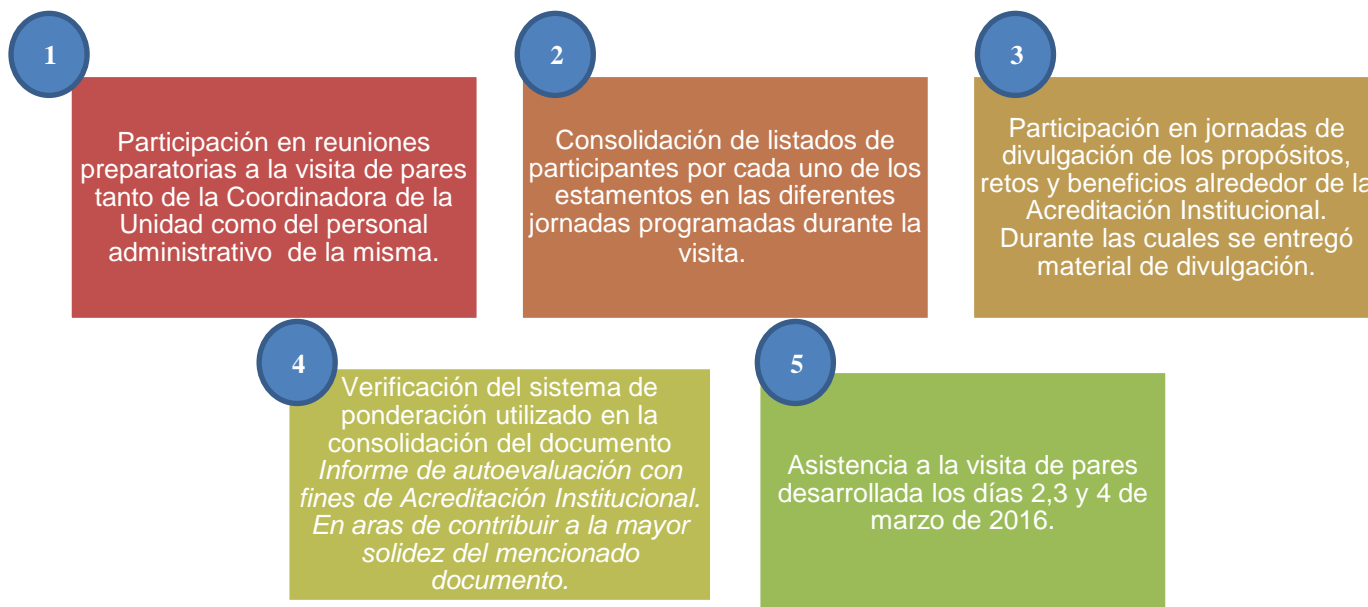 1
Participación en reuniones
preparatorias a la visita de pares
tanto de la Coordinadora de la
Unidad como del personal
administrativo de la misma.
2
Consolidación de listados de
participantes por cada uno de los
estamentos en las diferentes
jornadas programadas durante la
visita.
3
Participación en jornadas de
divulgación de los propósitos,
retos y beneficios alrededor de la
Acreditación Institucional.
Durante las cuales se entregó
material de divulgación.
4
Verificación del sistema de
ponderación utilizado en la
consolidación del documento
Informe de autoevaluación con
fines de Acreditación Institucional.
En aras de contribuir a la mayor
solidez del mencionado
documento.
5
Asistencia a la visita de pares
desarrollada los días 2,3 y 4 de
marzo de 2016.